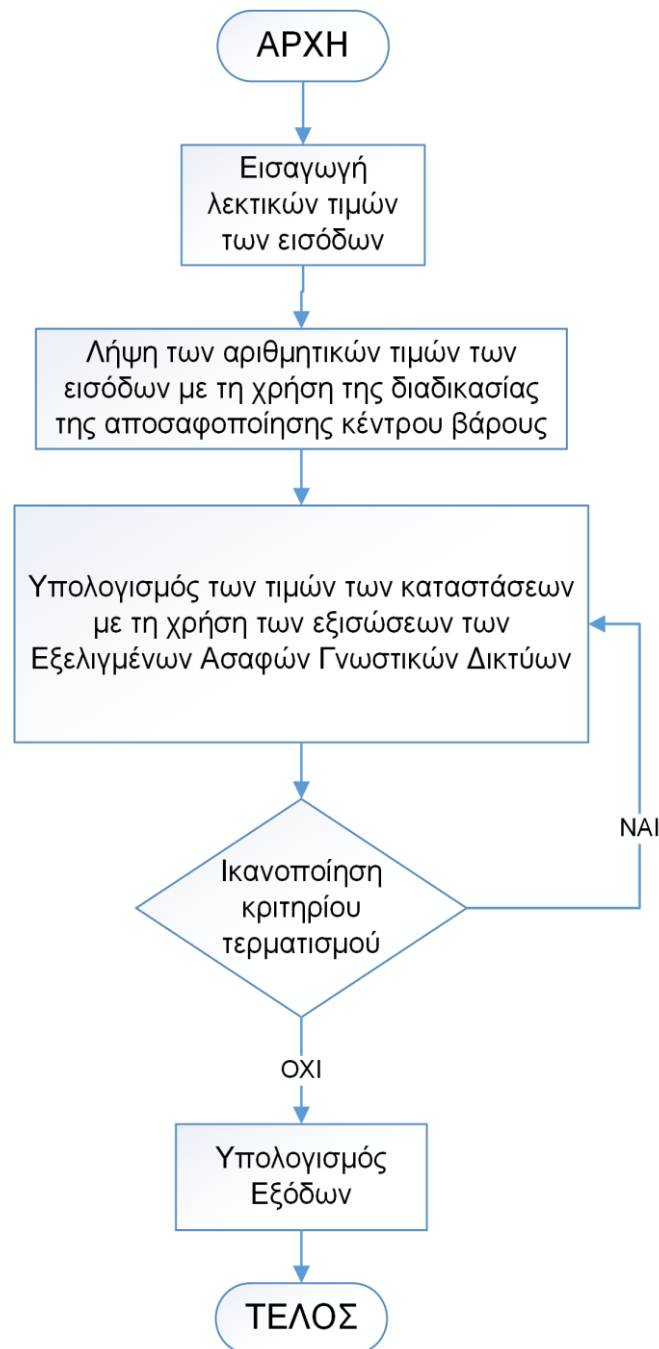 ΑΡΧΗ
Εισαγωγή
λεκτικών τιμών
των εισόδων
Λήψη των αριθμητικών τιμών των
εισόδων με τη χρήση της διαδικασίας
της αποσαφοποίησης κέντρου βάρους
Υπολογισμός των τιμών των καταστάσεων
με τη χρήση των εξισώσεων των
Εξελιγμένων Ασαφών Γνωστικών Δικτύων
ΝΑΙ
Ικανοποίηση
κριτηρίου
τερματισμού
ΟΧΙ
Υπολογισμός
Εξόδων
ΤΕΛΟΣ